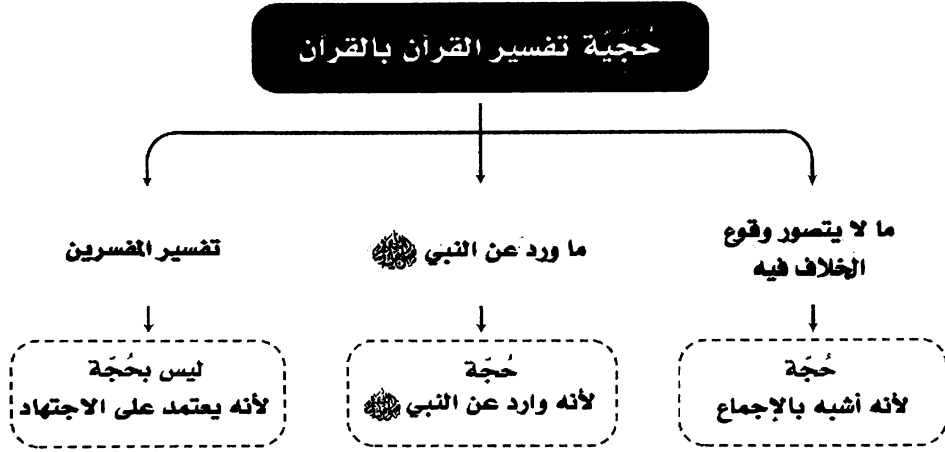 حُجِّيَّة تفسير القرآن بالقرآن
ما لا يتصور وقوع
الخلاف فيه
حُجّة
لأنه أشبه بالإجماع
ما ورد عن النبي ﷺ
حُجّة
لأنه وارد عن النبي ﷺ
تفسير المفسرين
ليس بحُجّة
لأنه يعتمد على الاجتهاد